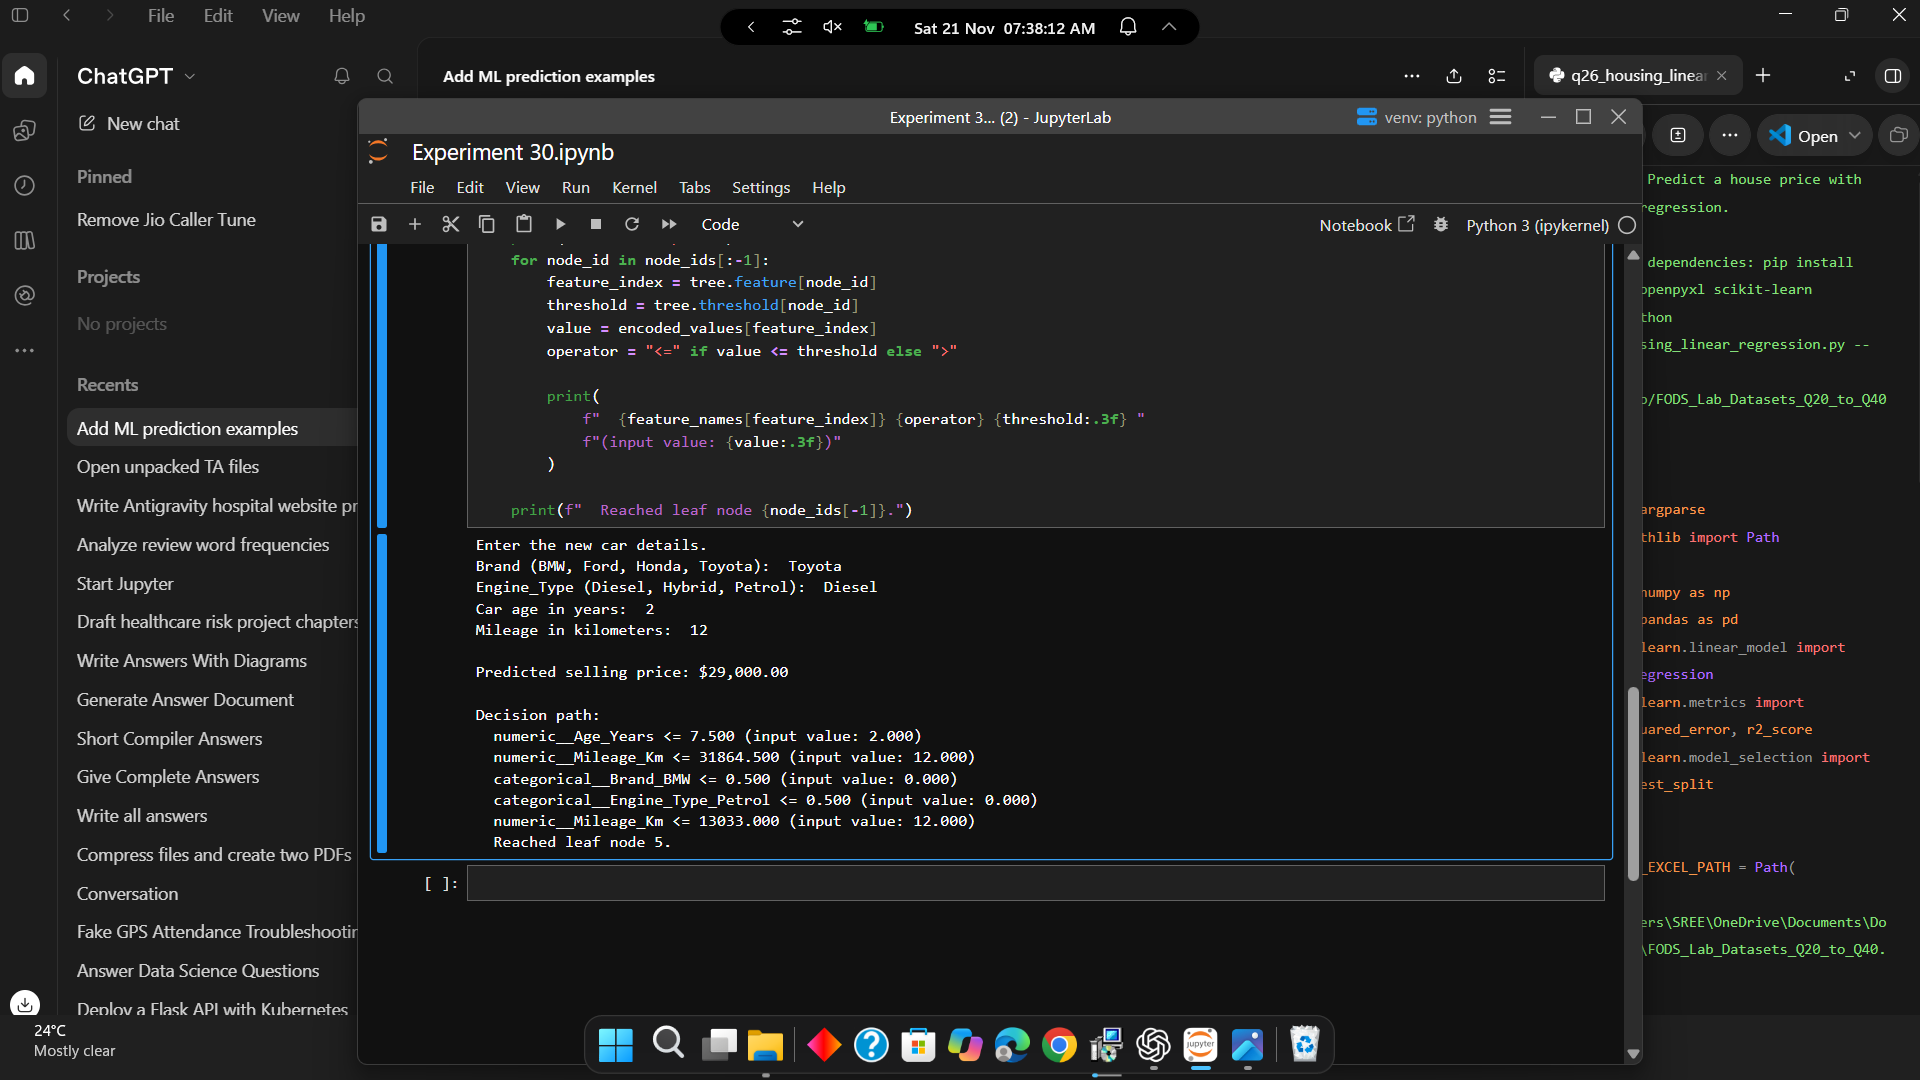 File Edit View Help
Sat 21 Nov 07:38:12 AM
ChatGPT
Add ML prediction examples
q26_housing_linea
New chat
Pinned
Remove Jio Caller Tune
Projects
No projects
Recents
Add ML prediction examples
Open unpacked TA files
Write Antigravity hospital website pr
Analyze review word frequencies
Start Jupyter
Draft healthcare risk project chapters
Write Answers With Diagrams
Generate Answer Document
Short Compiler Answers
Give Complete Answers
Write all answers
Compress files and create two PDFs
Conversation
Fake GPS Attendance Troubleshootin
Answer Data Science Questions
Deploy a Flask API with Kubernetes
24°C
Mostly clear
Experiment 3... (2) - JupyterLab
venv: python
Experiment 30.ipynb
File Edit View Run Kernel Tabs Settings Help
Code
Notebook
Python 3 (ipykernel)
for node_id in node_ids[:-1]:
feature_index = tree.feature[node_id]
threshold = tree.threshold[node_id]
value = encoded_values[feature_index]
operator = "<=" if value <= threshold else ">"
print(
f"  {feature_names[feature_index]} {operator} {threshold:.3f} "
f"(input value: {value:.3f})"
)
print(f"  Reached leaf node {node_ids[-1]}.")
Enter the new car details.
Brand (BMW, Ford, Honda, Toyota):  Toyota
Engine_Type (Diesel, Hybrid, Petrol):  Diesel
Car age in years:  2
Mileage in kilometers:  12
Predicted selling price: $29,000.00
Decision path:
numeric__Age_Years <= 7.500 (input value: 2.000)
numeric__Mileage_Km <= 31864.500 (input value: 12.000)
categorical__Brand_BMW <= 0.500 (input value: 0.000)
categorical__Engine_Type_Petrol <= 0.500 (input value: 0.000)
numeric__Mileage_Km <= 13033.000 (input value: 12.000)
Reached leaf node 5.
[ ]:
Open
Predict a house price with
regression.
dependencies: pip install
openpyxl scikit-learn
thon
sing_linear_regression.py --
p/FODS_Lab_Datasets_Q20_to_Q40
argparse
thlib import Path
numpy as np
pandas as pd
learn.linear_model import
egression
learn.metrics import
uared_error, r2_score
learn.model_selection import
est_split
_EXCEL_PATH = Path(
ers\SREE\OneDrive\Documents\Do
\FODS_Lab_Datasets_Q20_to_Q40.
jupyter